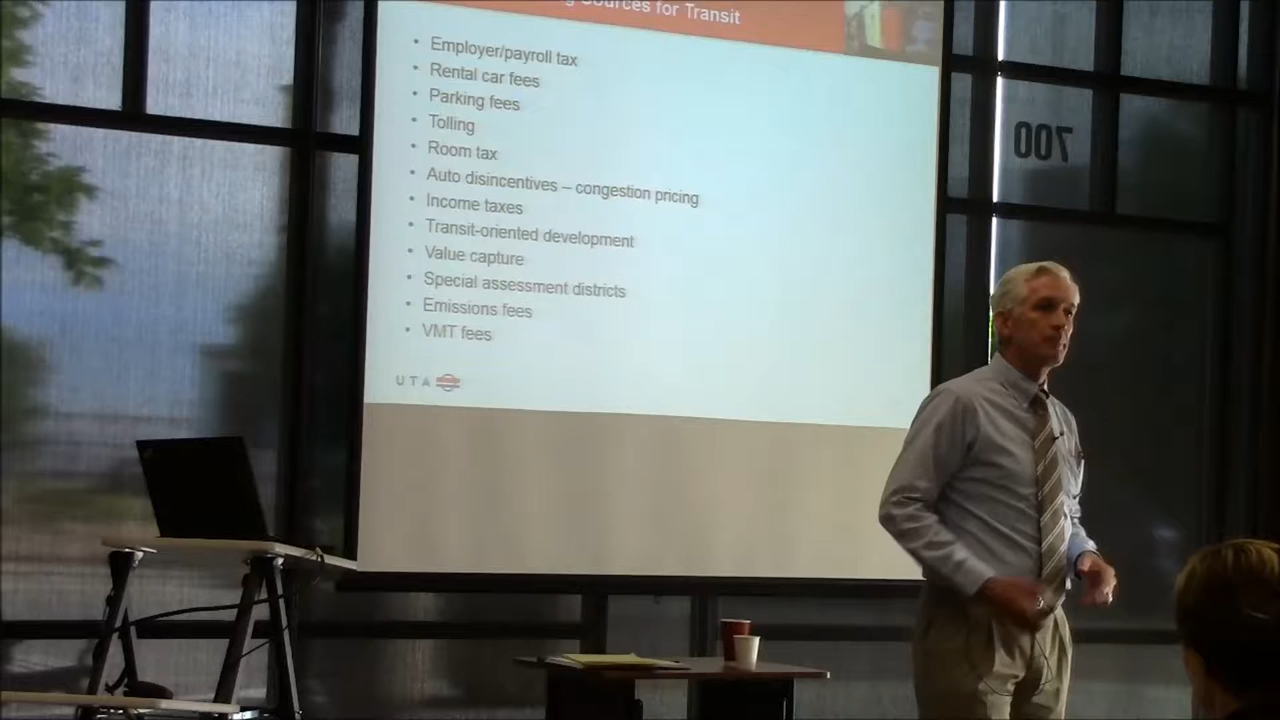 Sources for Transit
• Employer/payroll tax
• Rental car fees
• Parking fees
• Tolling
• Room tax
• Auto disincentives – congestion pricing
• Income taxes
• Transit-oriented development
• Value capture
• Special assessment districts
• Emissions fees
• VMT fees
UTA
700